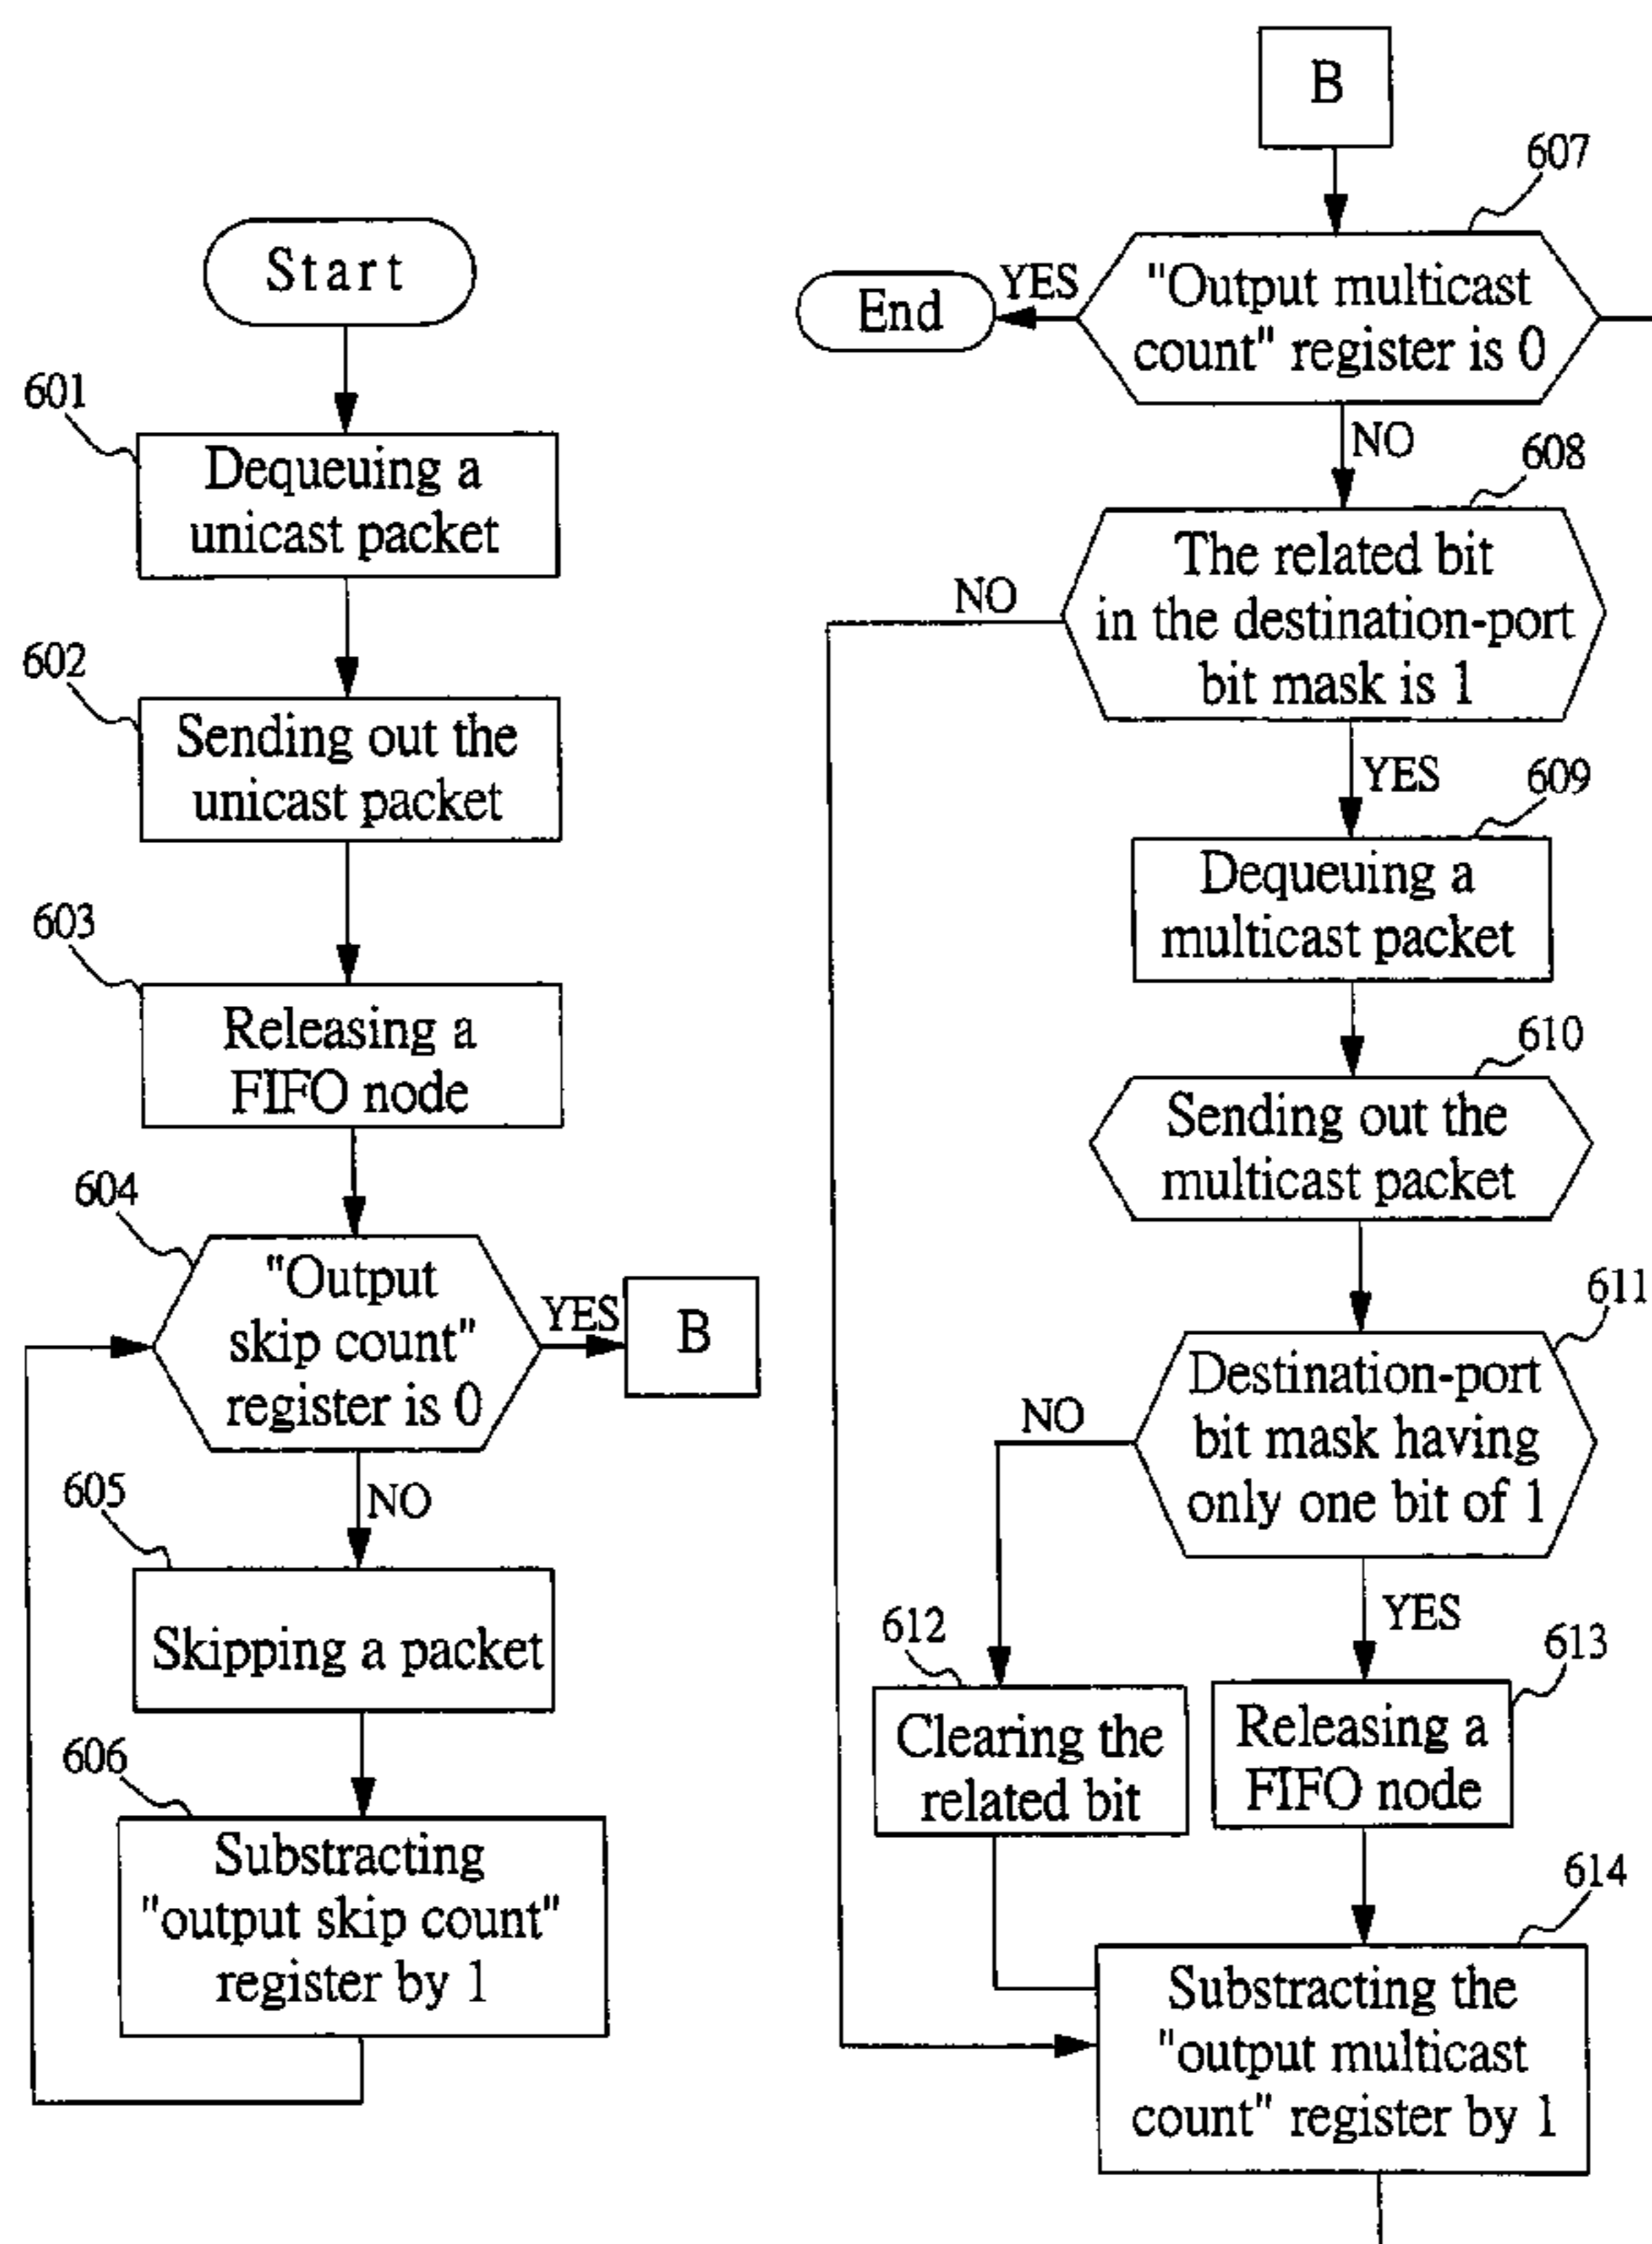 Start
601
Dequeuing a
unicast packet
602
Sending out the
unicast packet
603
Releasing a
FIFO node
604
"Output
skip count"
register is 0
YES
B
NO
605
Skipping a packet
606
Substracting
"output skip count"
register by 1
B
607
"Output multicast
count" register is 0
YES
End
NO
608
The related bit
in the destination-port
bit mask is 1
NO
YES
609
Dequeuing a
multicast packet
610
Sending out the
multicast packet
611
Destination-port
bit mask having
only one bit of 1
NO
YES
612
Clearing the
related bit
613
Releasing a
FIFO node
614
Substracting the
"output multicast
count" register by 1